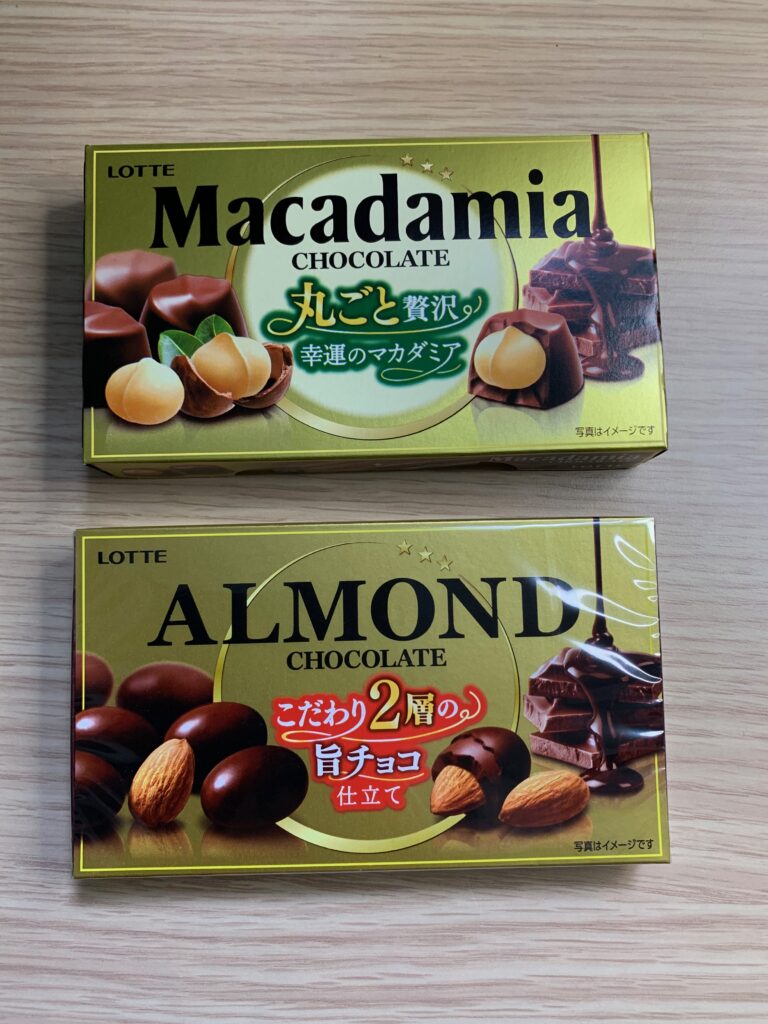 LOTTE
Macadamia
CHOCOLATE
丸ごと贅沢
幸運のマカダミア
写真はイメージです
Macadamia
LOTTE
ALMOND
CHOCOLATE
こだわり2層の
旨チョコ
仕立て
写真はイメージです